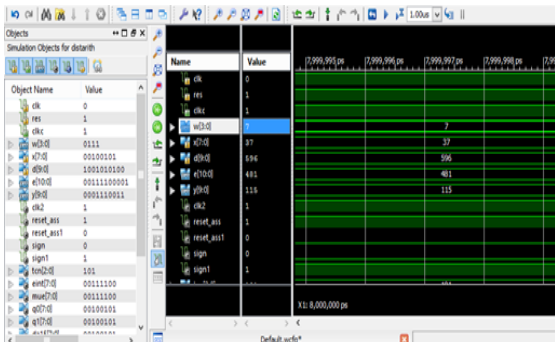 1.00us
Objects
Simulation Objects for distarith
Object Name Value
clk 0
res 1
clkc 1
w[3:0] 0111
x[7:0] 00100101
d[9:0] 1001010100
e[10:0] 00111100001
y[9:0] 0001110011
clk2 1
reset_ass 1
reset_ass1 0
sign 0
sign1 1
tcn[2:0] 101
eint[7:0] 00111100
mue[7:0] 00111100
q0[7:0] 00100101
q1[7:0] 00100101
Name Value
clk 0
res 1
clkc 1
w[3:0] 7
x[7:0] 37
d[9:0] 596
e[10:0] 481
y[9:0] 115
clk2 1
reset_ass 1
reset_ass1 0
sign 0
sign1 1
7,999,995 ps 7,999,996 ps 7,999,997 ps 7,999,998 ps
7
37
596
481
115
X1: 8,000,000 ps
Default.wcfg*